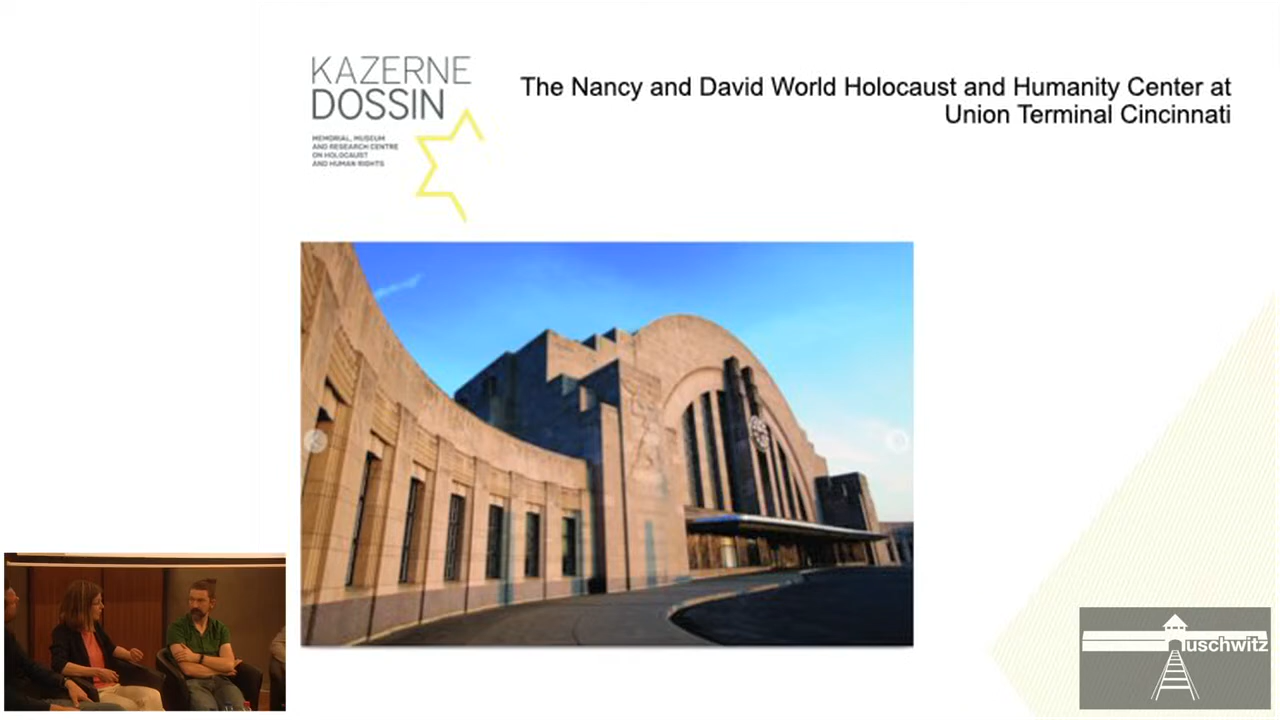 KAZERNE
DOSSIN
MEMORIAL, MUSEUM
AND RESEARCH CENTRE
ON HOLOCAUST
AND HUMAN RIGHTS
The Nancy and David World Holocaust and Humanity Center at
Union Terminal Cincinnati
uschwitz